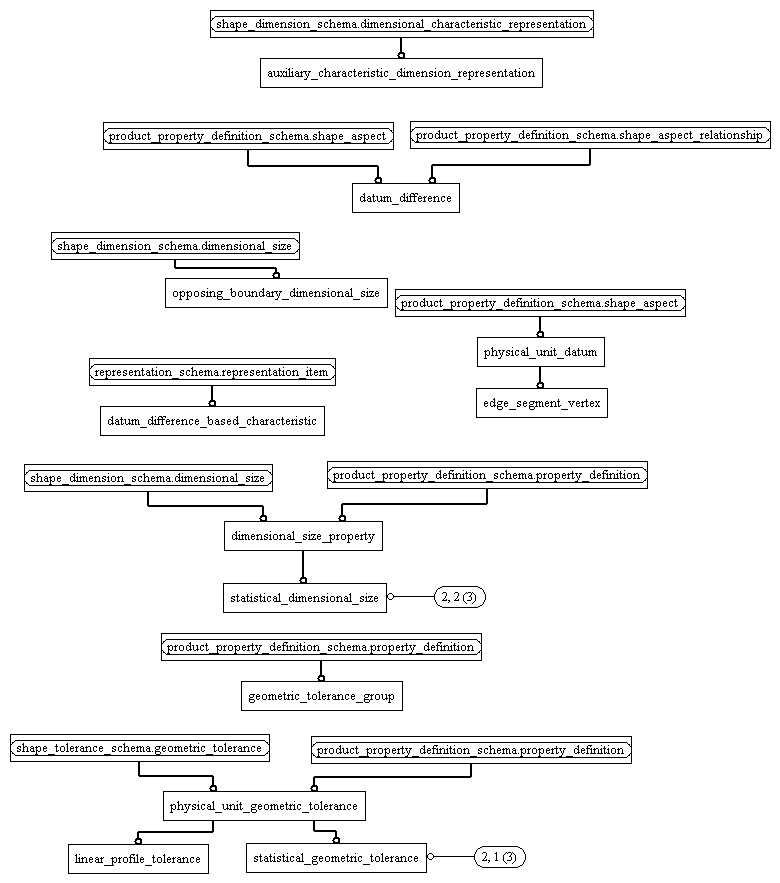 shape_dimension_schema.dimensional_characteristic_representation
auxiliary_characteristic_dimension_representation
product_property_definition_schema.shape_aspect
product_property_definition_schema.shape_aspect_relationship
datum_difference
shape_dimension_schema.dimensional_size
opposing_boundary_dimensional_size
product_property_definition_schema.shape_aspect
physical_unit_datum
representation_schema.representation_item
edge_segment_vertex
datum_difference_based_characteristic
shape_dimension_schema.dimensional_size
product_property_definition_schema.property_definition
dimensional_size_property
statistical_dimensional_size
2, 2 (3)
product_property_definition_schema.property_definition
geometric_tolerance_group
shape_tolerance_schema.geometric_tolerance
product_property_definition_schema.property_definition
physical_unit_geometric_tolerance
linear_profile_tolerance
statistical_geometric_tolerance
2, 1 (3)